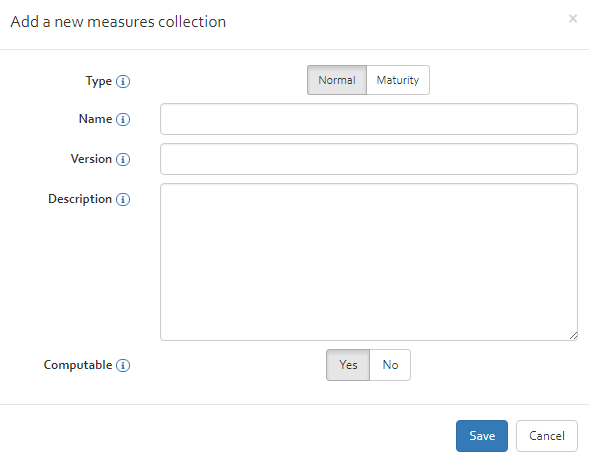 Add a new measures collection ×
Type i Normal Maturity
Name i
Version i
Description i
Computable i Yes No
Save Cancel